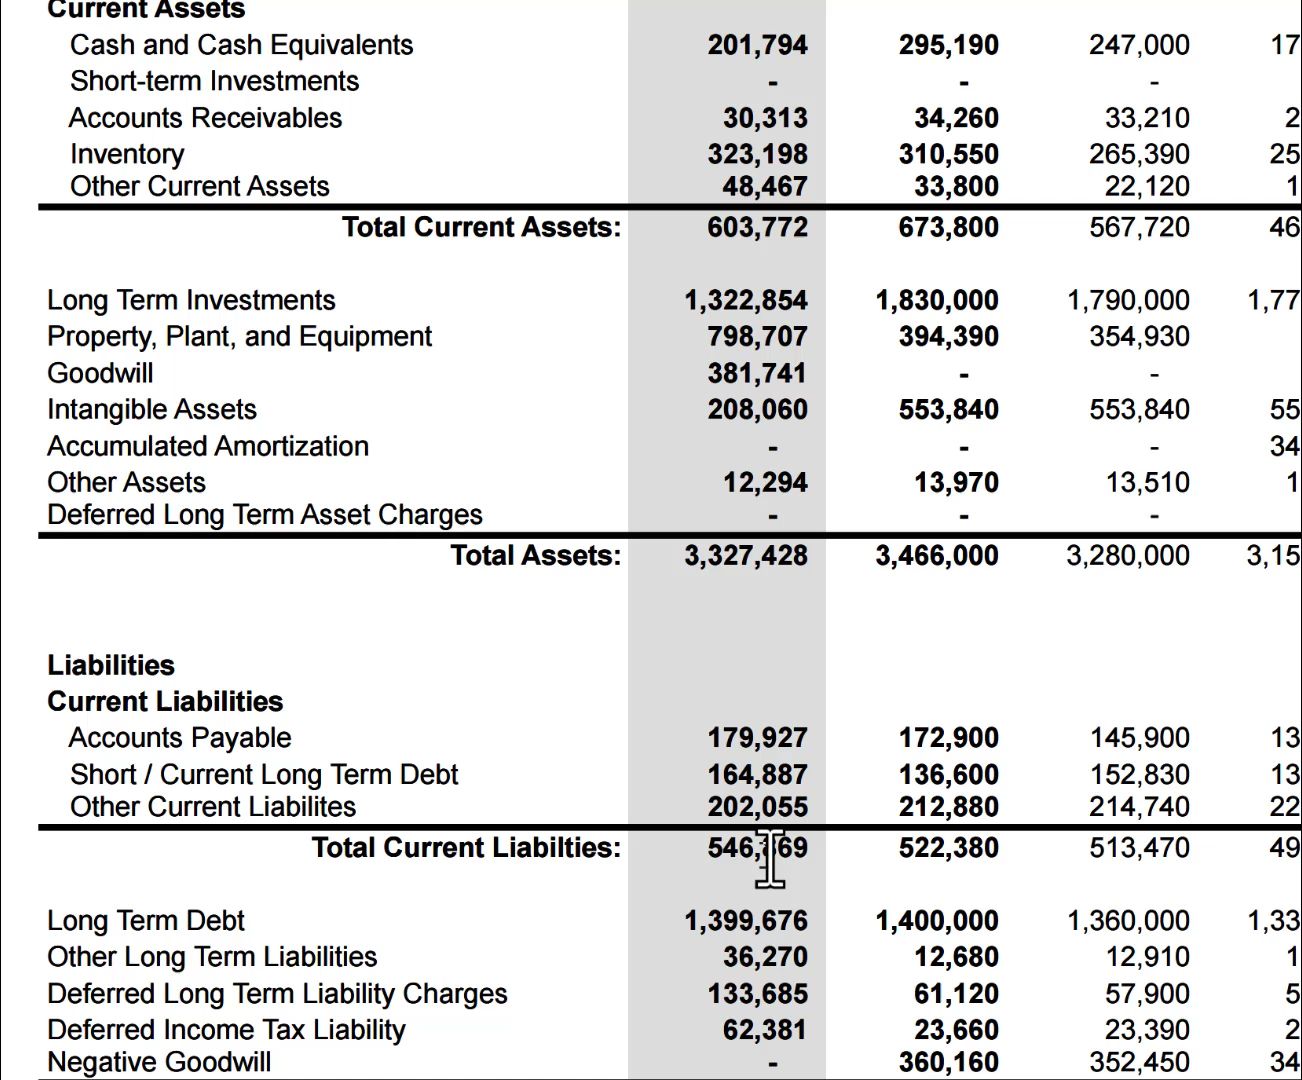 Current Assets
Cash and Cash Equivalents 201,794 295,190 247,000 17
Short-term Investments - - -
Accounts Receivables 30,313 34,260 33,210 2
Inventory 323,198 310,550 265,390 25
Other Current Assets 48,467 33,800 22,120 1
Total Current Assets: 603,772 673,800 567,720 46
Long Term Investments 1,322,854 1,830,000 1,790,000 1,77
Property, Plant, and Equipment 798,707 394,390 354,930
Goodwill 381,741 - -
Intangible Assets 208,060 553,840 553,840 55
Accumulated Amortization - - - 34
Other Assets 12,294 13,970 13,510 1
Deferred Long Term Asset Charges - - -
Total Assets: 3,327,428 3,466,000 3,280,000 3,15
Liabilities
Current Liabilities
Accounts Payable 179,927 172,900 145,900 13
Short / Current Long Term Debt 164,887 136,600 152,830 13
Other Current Liabilites 202,055 212,880 214,740 22
Total Current Liabilties: 546,869 522,380 513,470 49
Long Term Debt 1,399,676 1,400,000 1,360,000 1,33
Other Long Term Liabilities 36,270 12,680 12,910 1
Deferred Long Term Liability Charges 133,685 61,120 57,900 5
Deferred Income Tax Liability 62,381 23,660 23,390 2
Negative Goodwill - 360,160 352,450 34